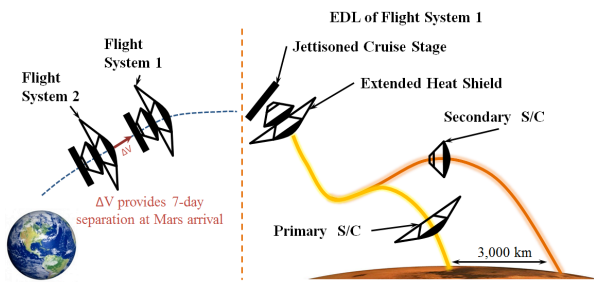 EDL of Flight System 1
Jettisoned Cruise Stage
Flight
System 1
Extended Heat Shield
Flight
System 2
Secondary S/C
ΔV
ΔV provides 7-day
separation at Mars arrival
Primary S/C
3,000 km